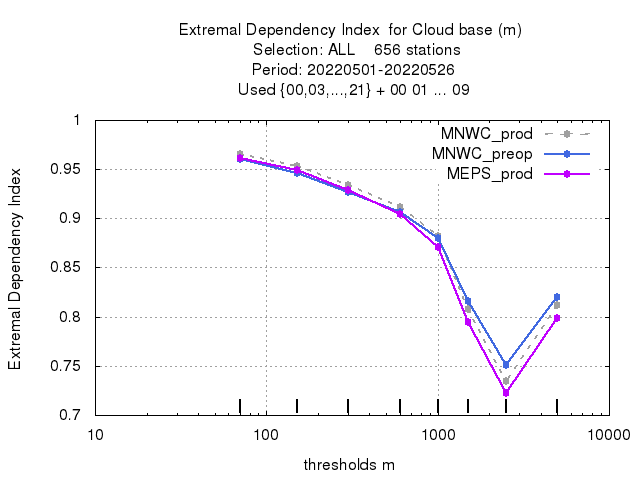 Extremal Dependency Index  for Cloud base (m)
Selection: ALL    656 stations
Period: 20220501-20220526
Used {00,03,...,21} + 00 01 ... 09
MNWC_prod
MNWC_preop
MEPS_prod
Extremal Dependency Index
1
0.95
0.9
0.85
0.8
0.75
0.7
10 100 1000 10000
thresholds m